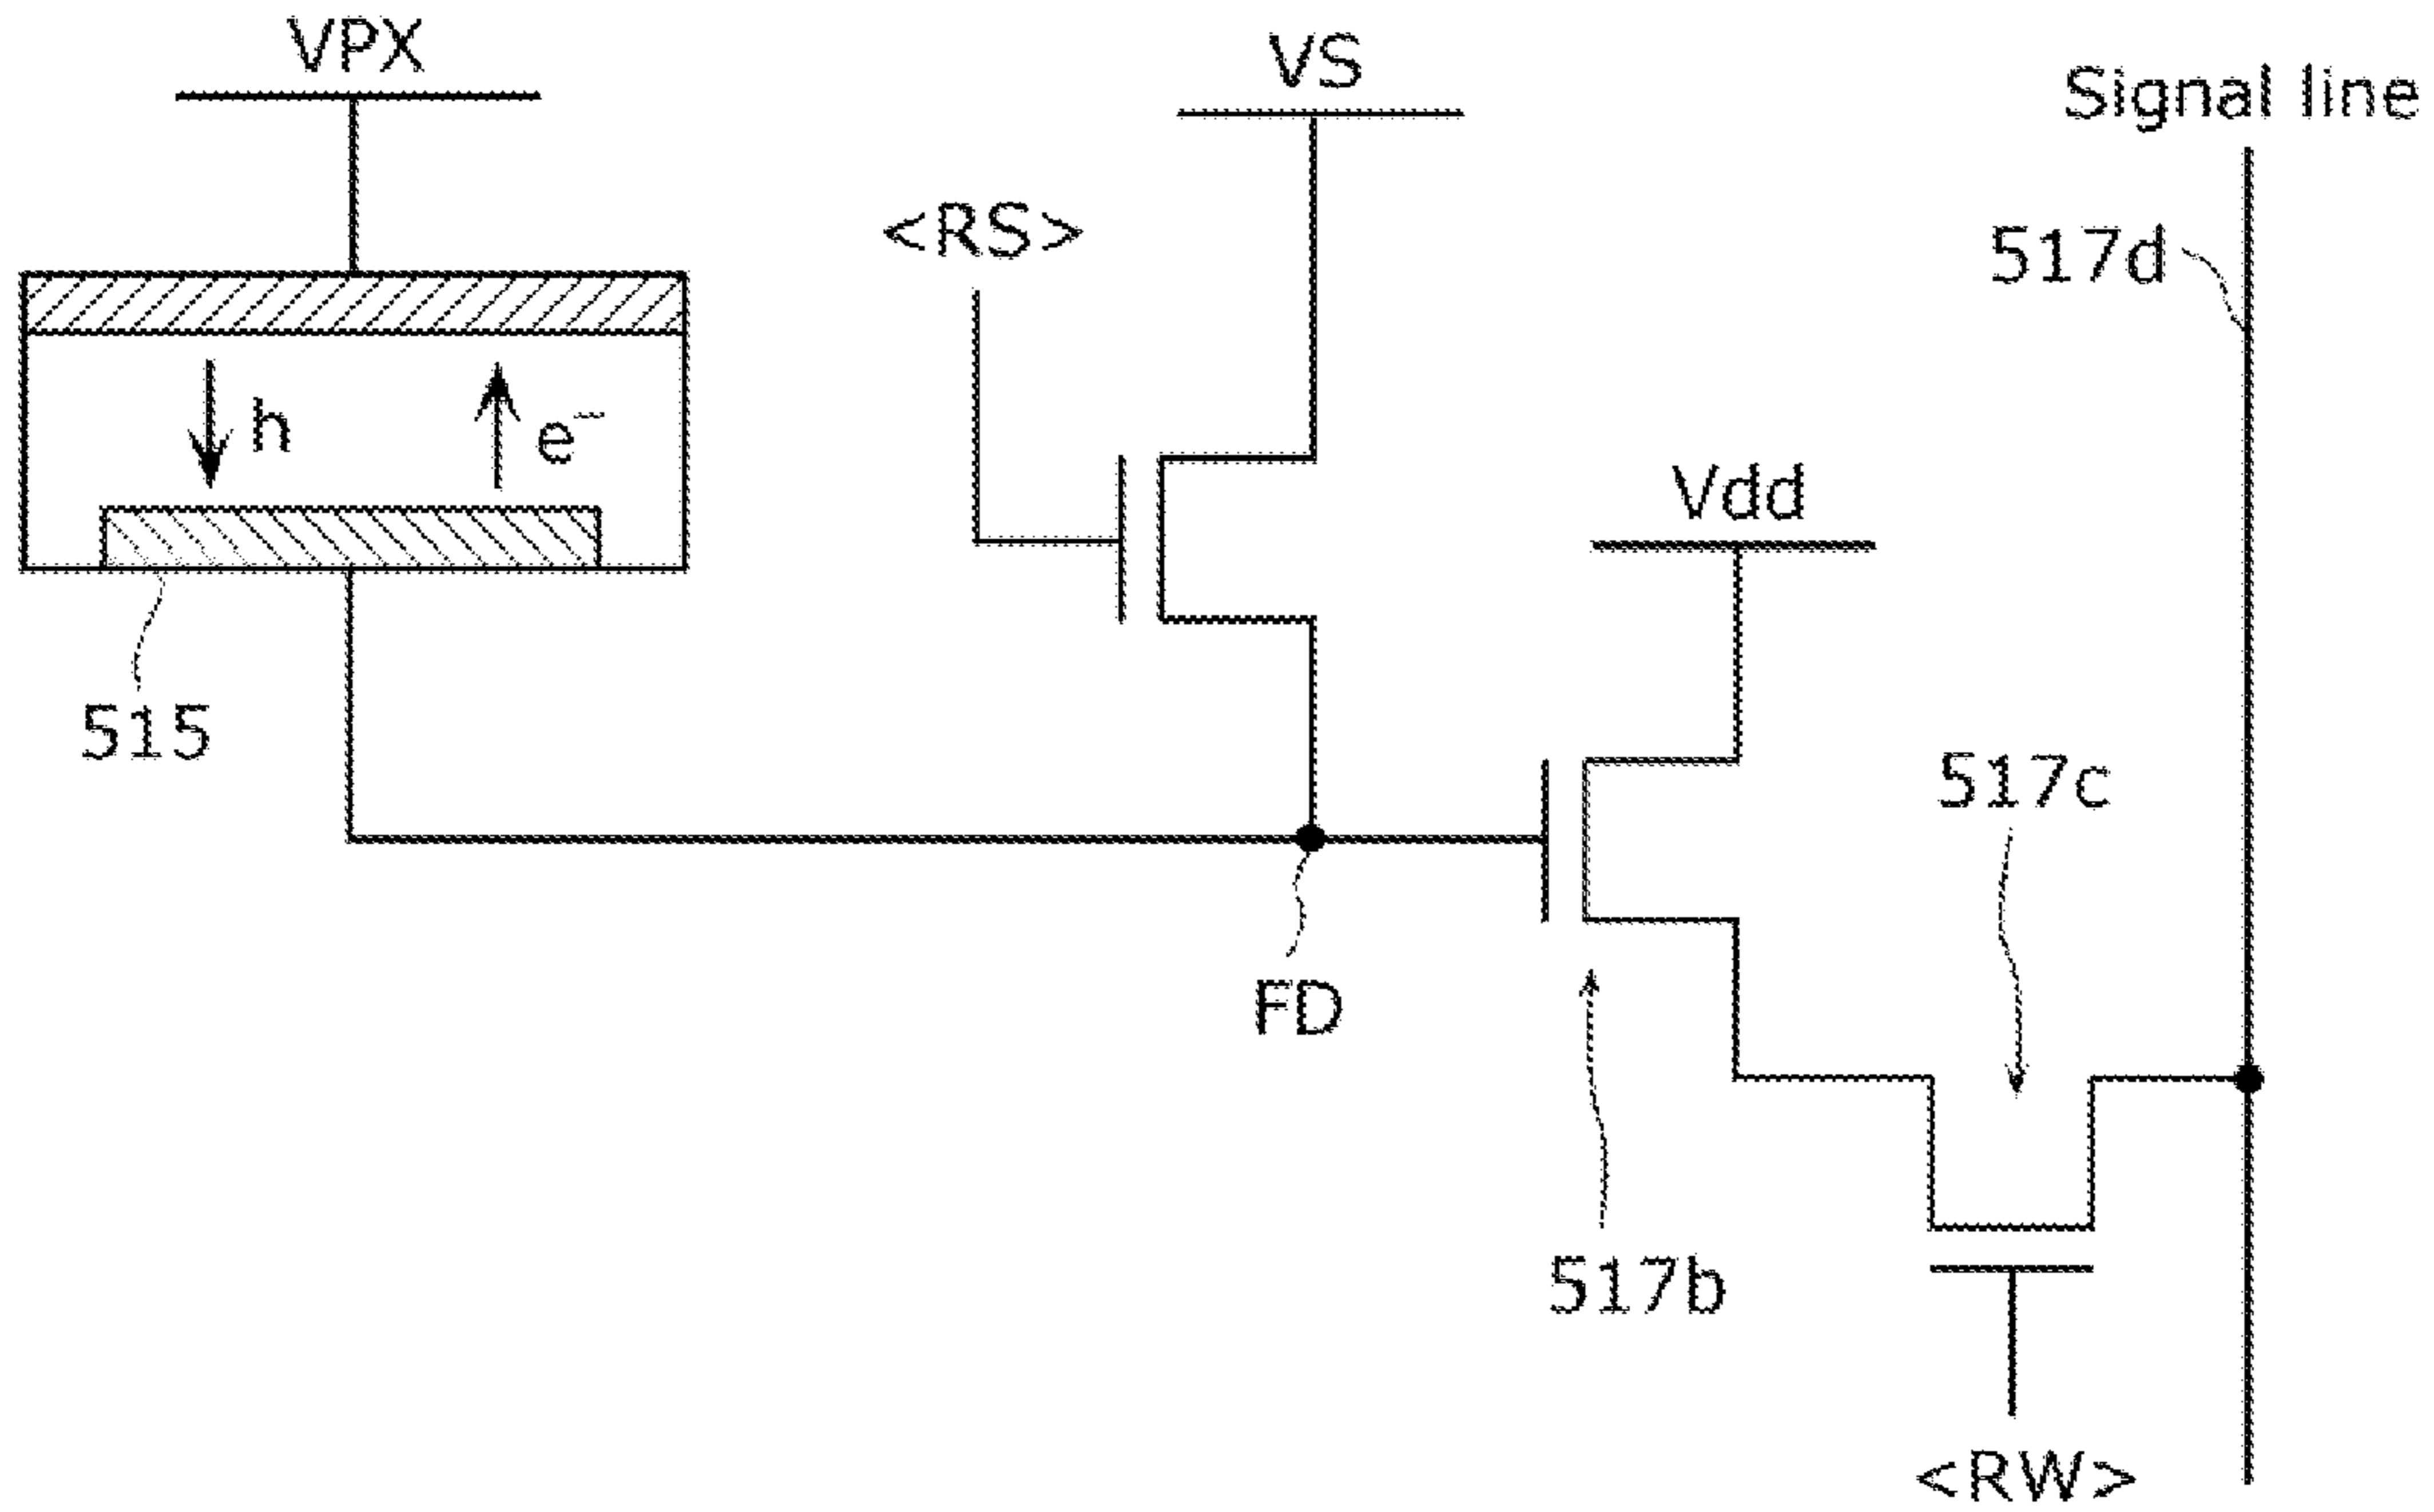 VPX
VS
Signal line
<RS>
517d
h
e⁻
Vdd
515
517c
FD
517b
<RW>